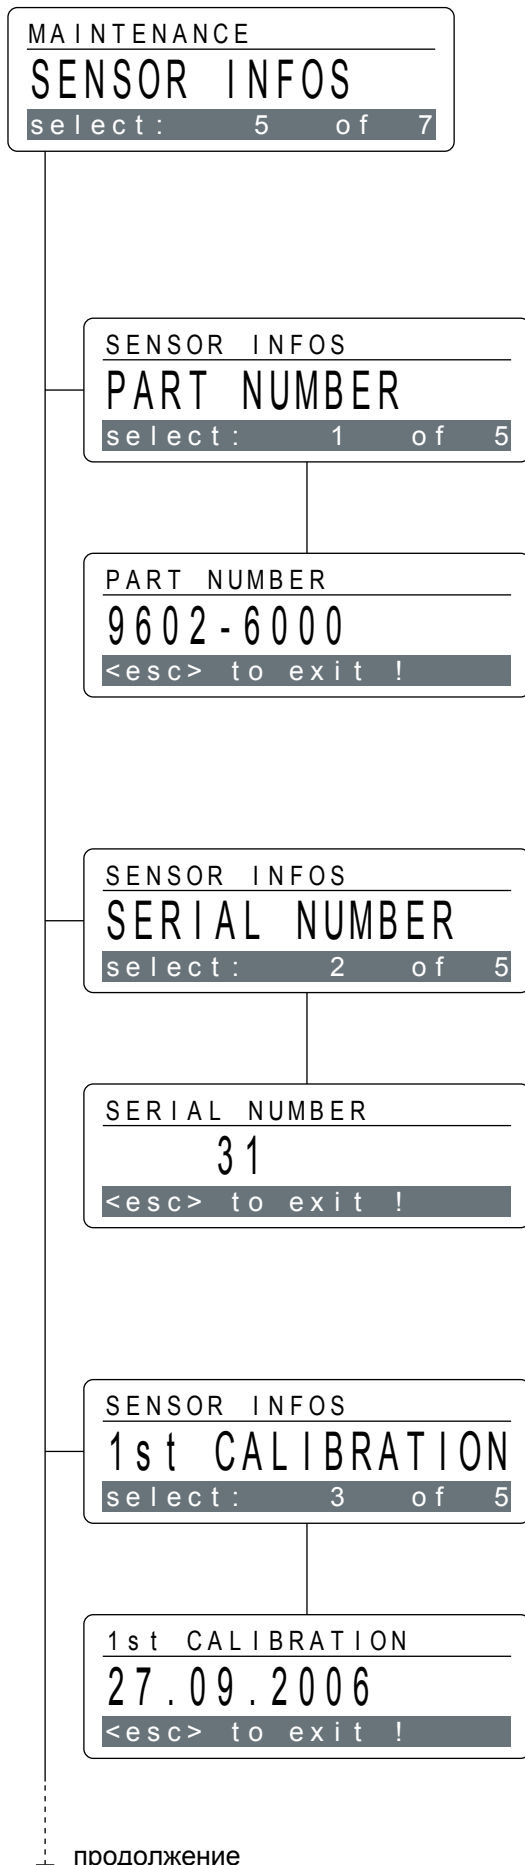 MAINTENANCE
SENSOR INFOS
select: 5 of 7
SENSOR INFOS
PART NUMBER
select: 1 of 5
PART NUMBER
9602-6000
<esc> to exit !
SENSOR INFOS
SERIAL NUMBER
select: 2 of 5
SERIAL NUMBER
31
<esc> to exit !
SENSOR INFOS
1st CALIBRATION
select: 3 of 5
1st CALIBRATION
27.09.2006
<esc> to exit !
продолжение